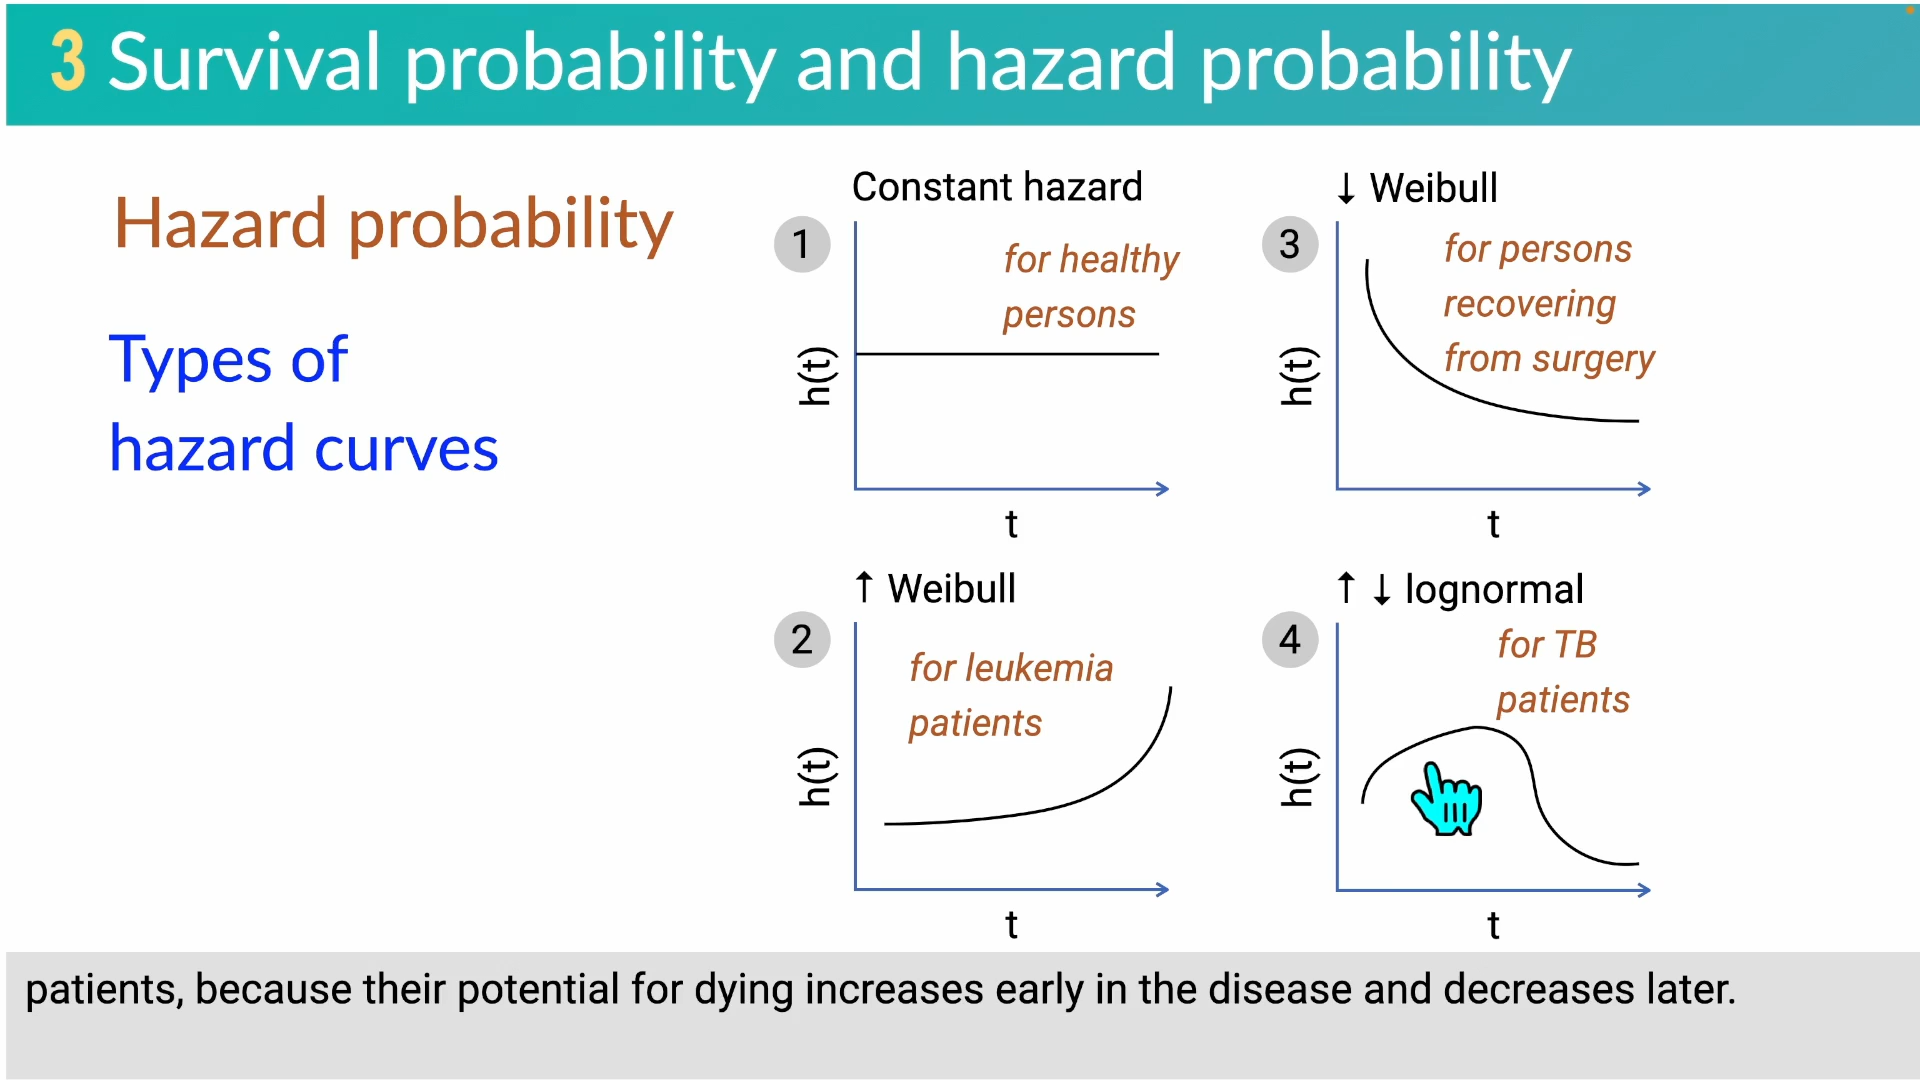 3 Survival probability and hazard probability
Hazard probability
Types of
hazard curves
Constant hazard
1
for healthy
persons
h(t)
t
↑ Weibull
2
for leukemia
patients
h(t)
t
↓ Weibull
3
for persons
recovering
from surgery
h(t)
t
↑ ↓ lognormal
4
for TB
patients
h(t)
t
patients, because their potential for dying increases early in the disease and decreases later.